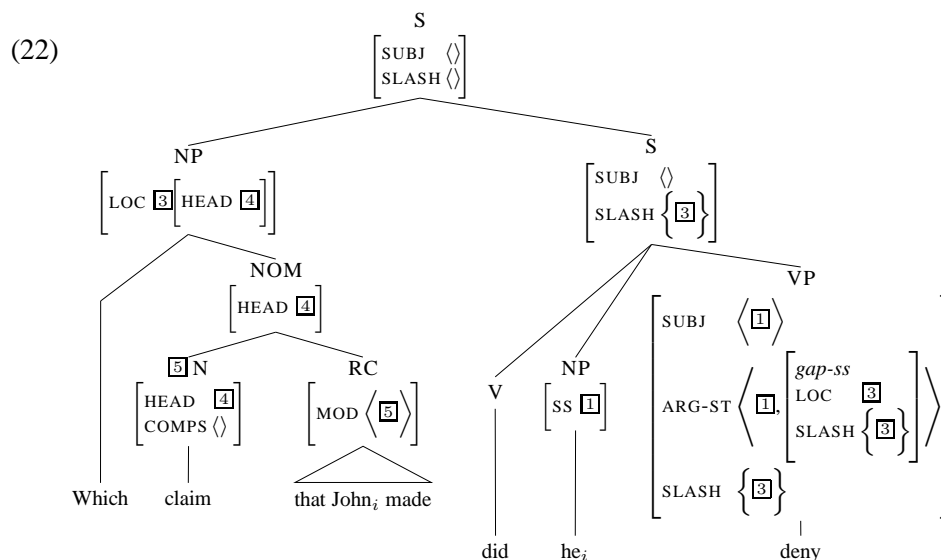 (22)
S
[SUBJ ⟨⟩
SLASH ⟨⟩]
NP
[LOC 3 [HEAD 4]]
S
[SUBJ ⟨⟩
SLASH {3}]
NOM
[HEAD 4]
VP
[SUBJ ⟨1⟩
ARG-ST ⟨1, [gap-ss
LOC 3
SLASH {3}]⟩
SLASH {3}]
5 N
[HEAD 4
COMPS ⟨⟩]
RC
[MOD ⟨5⟩]
V
NP
[SS 1]
Which claim that Johnᵢ made
did heᵢ deny